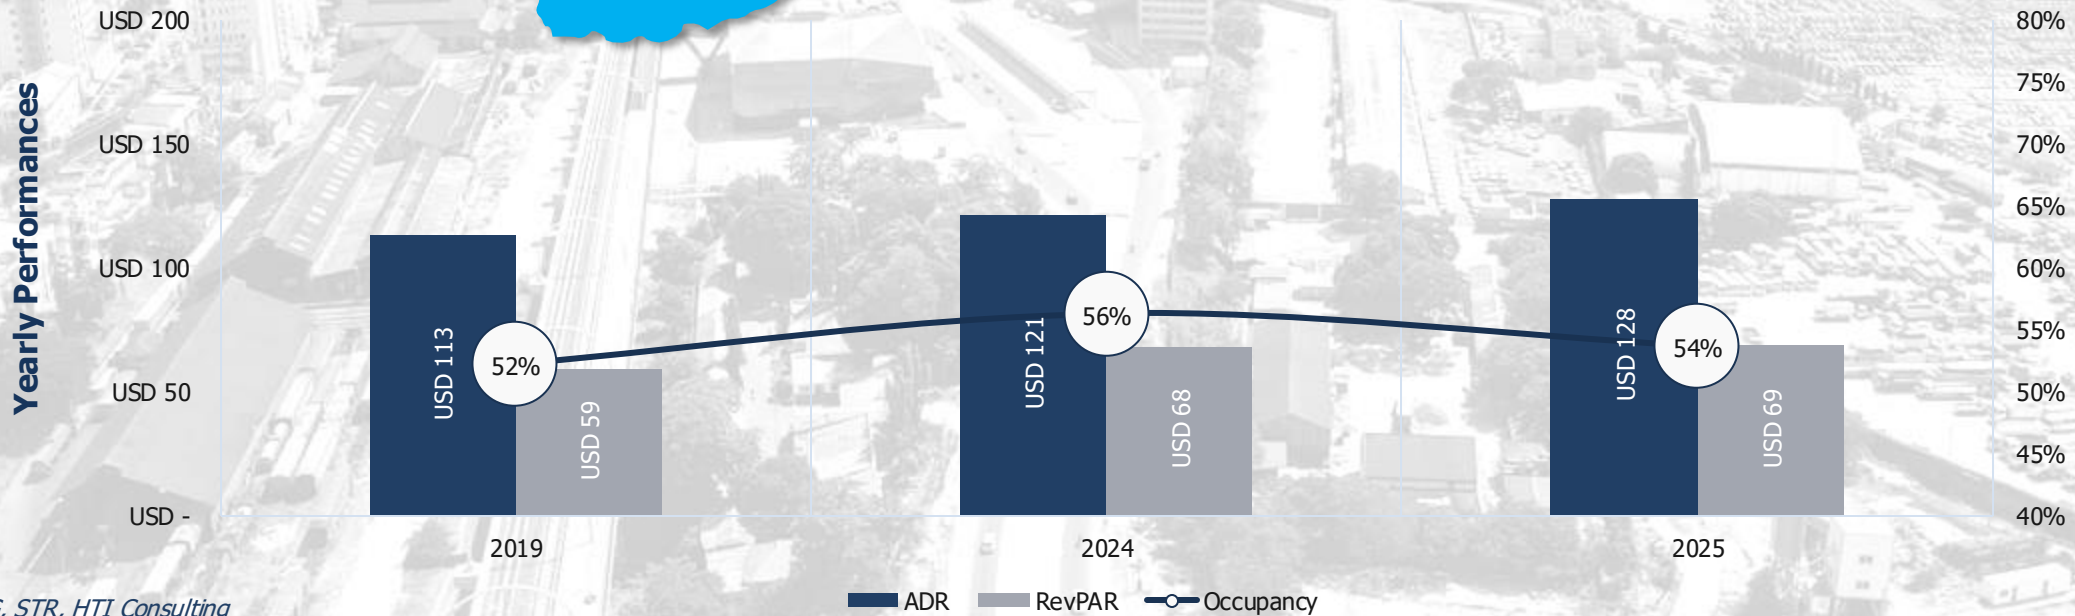 Yearly Performances
USD 200
USD 150
USD 100
USD 50
USD -
80%
75%
70%
65%
60%
55%
50%
45%
40%
USD 113
52%
USD 59
USD 121
56%
USD 68
USD 128
54%
USD 69
2019
2024
2025
ADR
RevPAR
Occupancy
STR, HTI Consulting